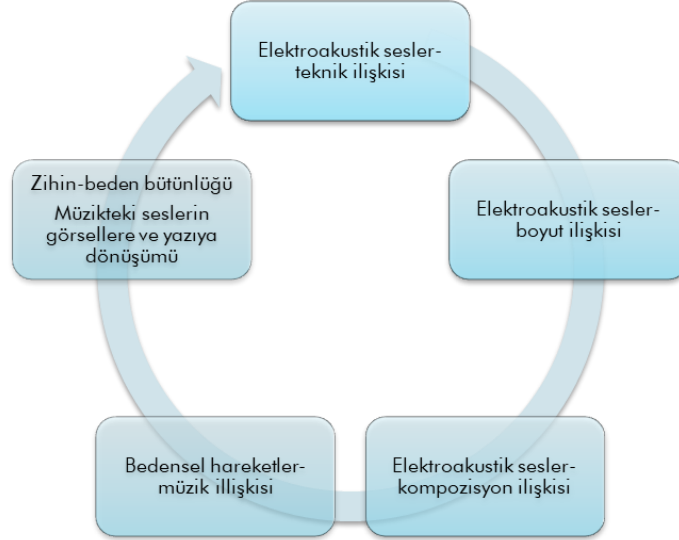 Elektroakustik sesler-
teknik ilişkisi
Elektroakustik sesler-
boyut ilişkisi
Elektroakustik sesler-
kompozisyon ilişkisi
Bedensel hareketler-
müzik illişkisi
Zihin-beden bütünlüğü
Müzikteki seslerin
görsellere ve yazıya
dönüşümü